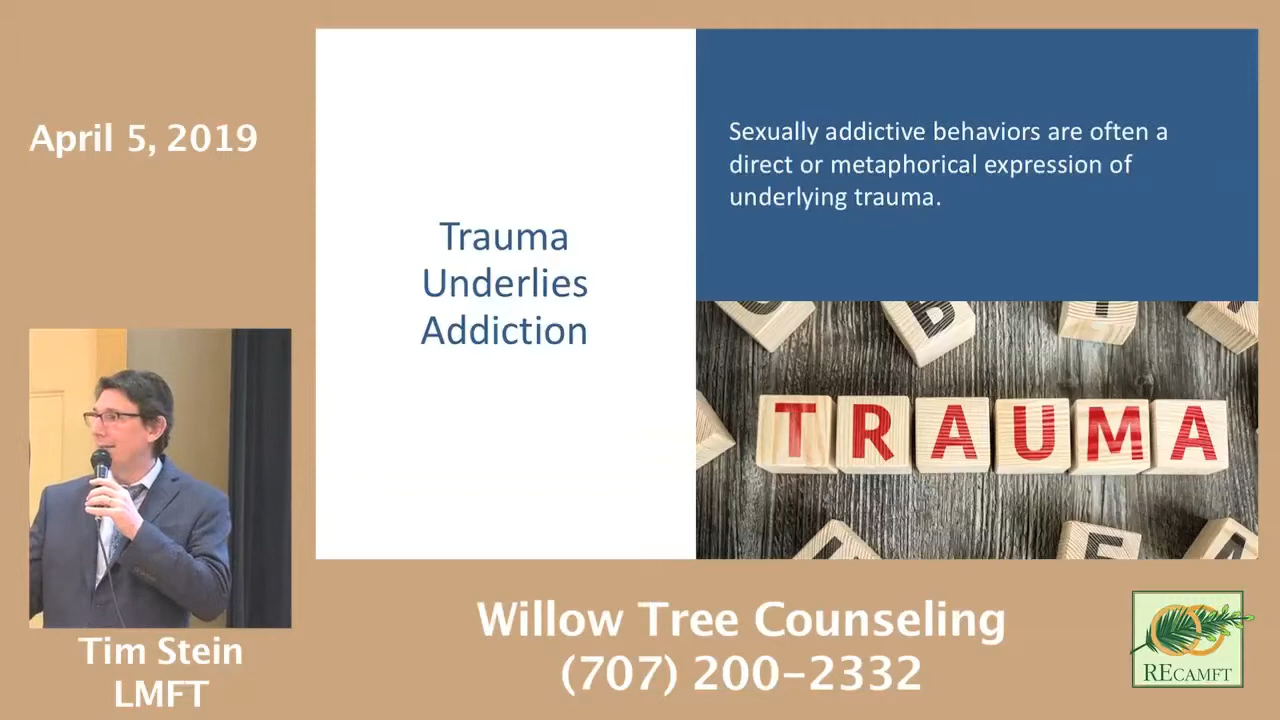 April 5, 2019
Trauma
Underlies
Addiction
Sexually addictive behaviors are often a
direct or metaphorical expression of
underlying trauma.
B
T
TRAUMA
E
Tim Stein
LMFT
Willow Tree Counseling
(707) 200-2332
RECAMFT